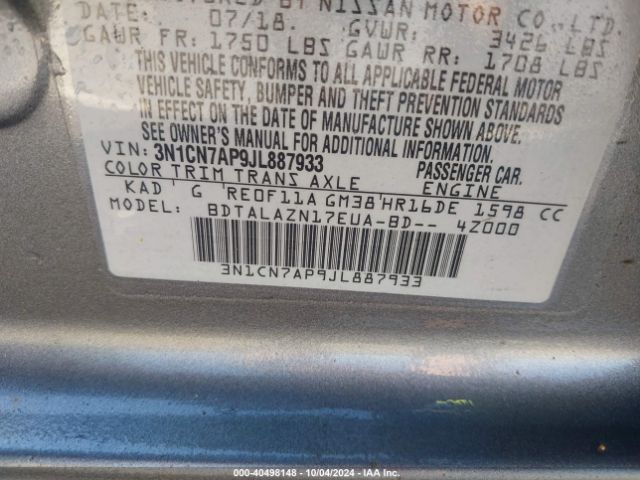 BY NISSAN MOTOR CO., LTD.
DATE: 07/18 GVWR: 3426 LBS
GAWR FR: 1750 LBS GAWR RR: 1708 LBS
THIS VEHICLE CONFORMS TO ALL APPLICABLE FEDERAL MOTOR
VEHICLE SAFETY, BUMPER AND THEFT PREVENTION STANDARDS
IN EFFECT ON THE DATE OF MANUFACTURE SHOWN ABOVE.
SEE OWNER'S MANUAL FOR ADDITIONAL INFORMATION.
VIN: 3N1CN7AP9JL887933 PASSENGER CAR.
COLOR TRIM TRANS AXLE ENGINE
KAD G RE0F11A GM38 HR16DE 1598 CC
MODEL: BDTALAZN17EUA-BD-- 4Z000
3N1CN7AP9JL887933
000-40498148 - 10/04/2024 - IAAI.COM